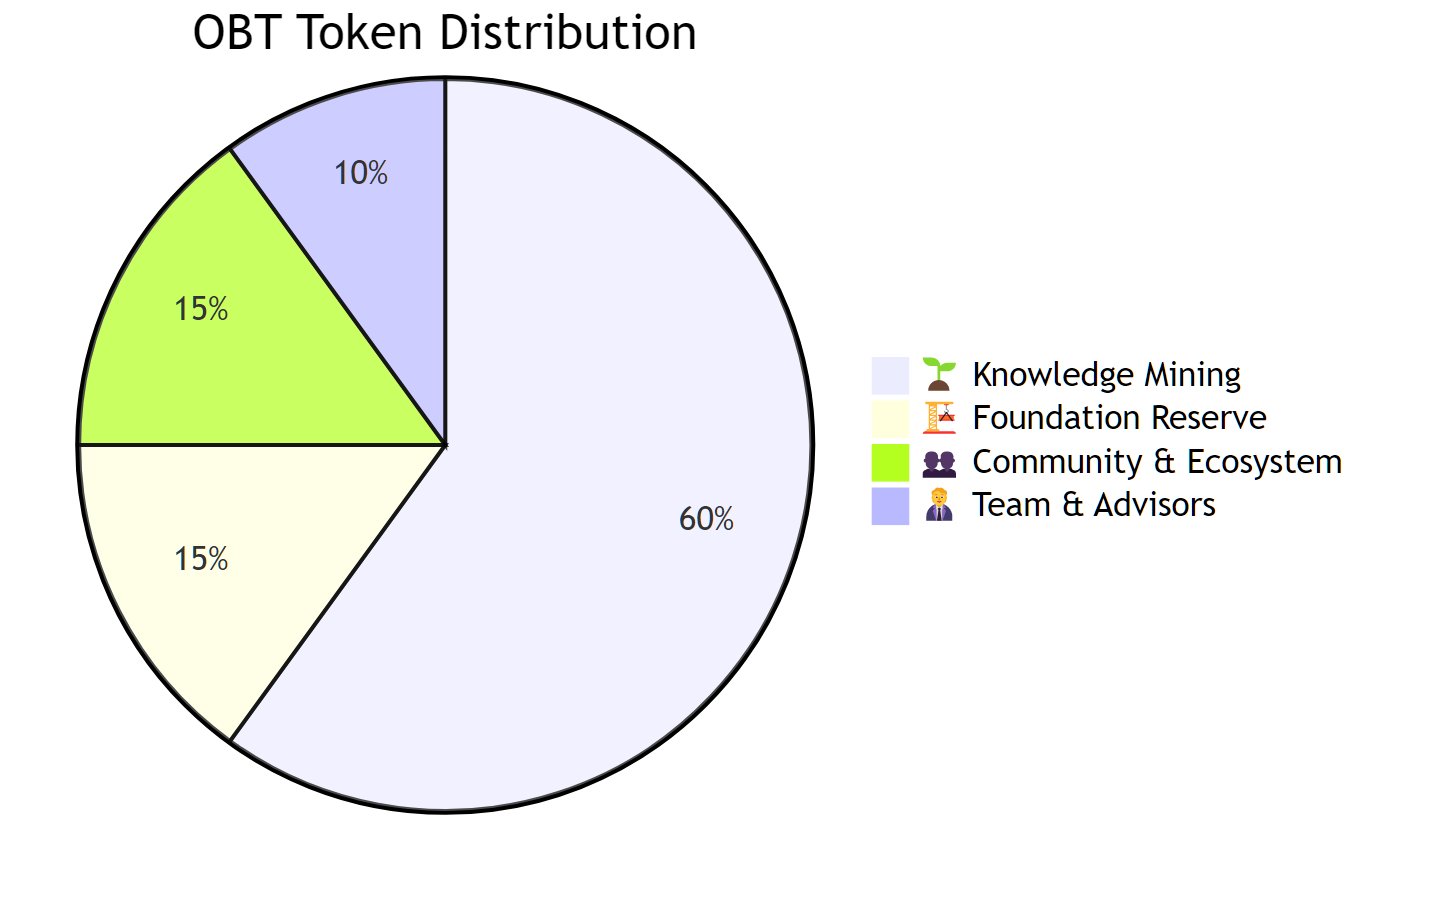 OBT Token Distribution
10%
15%
15%
60%
Knowledge Mining
Foundation Reserve
Community & Ecosystem
Team & Advisors